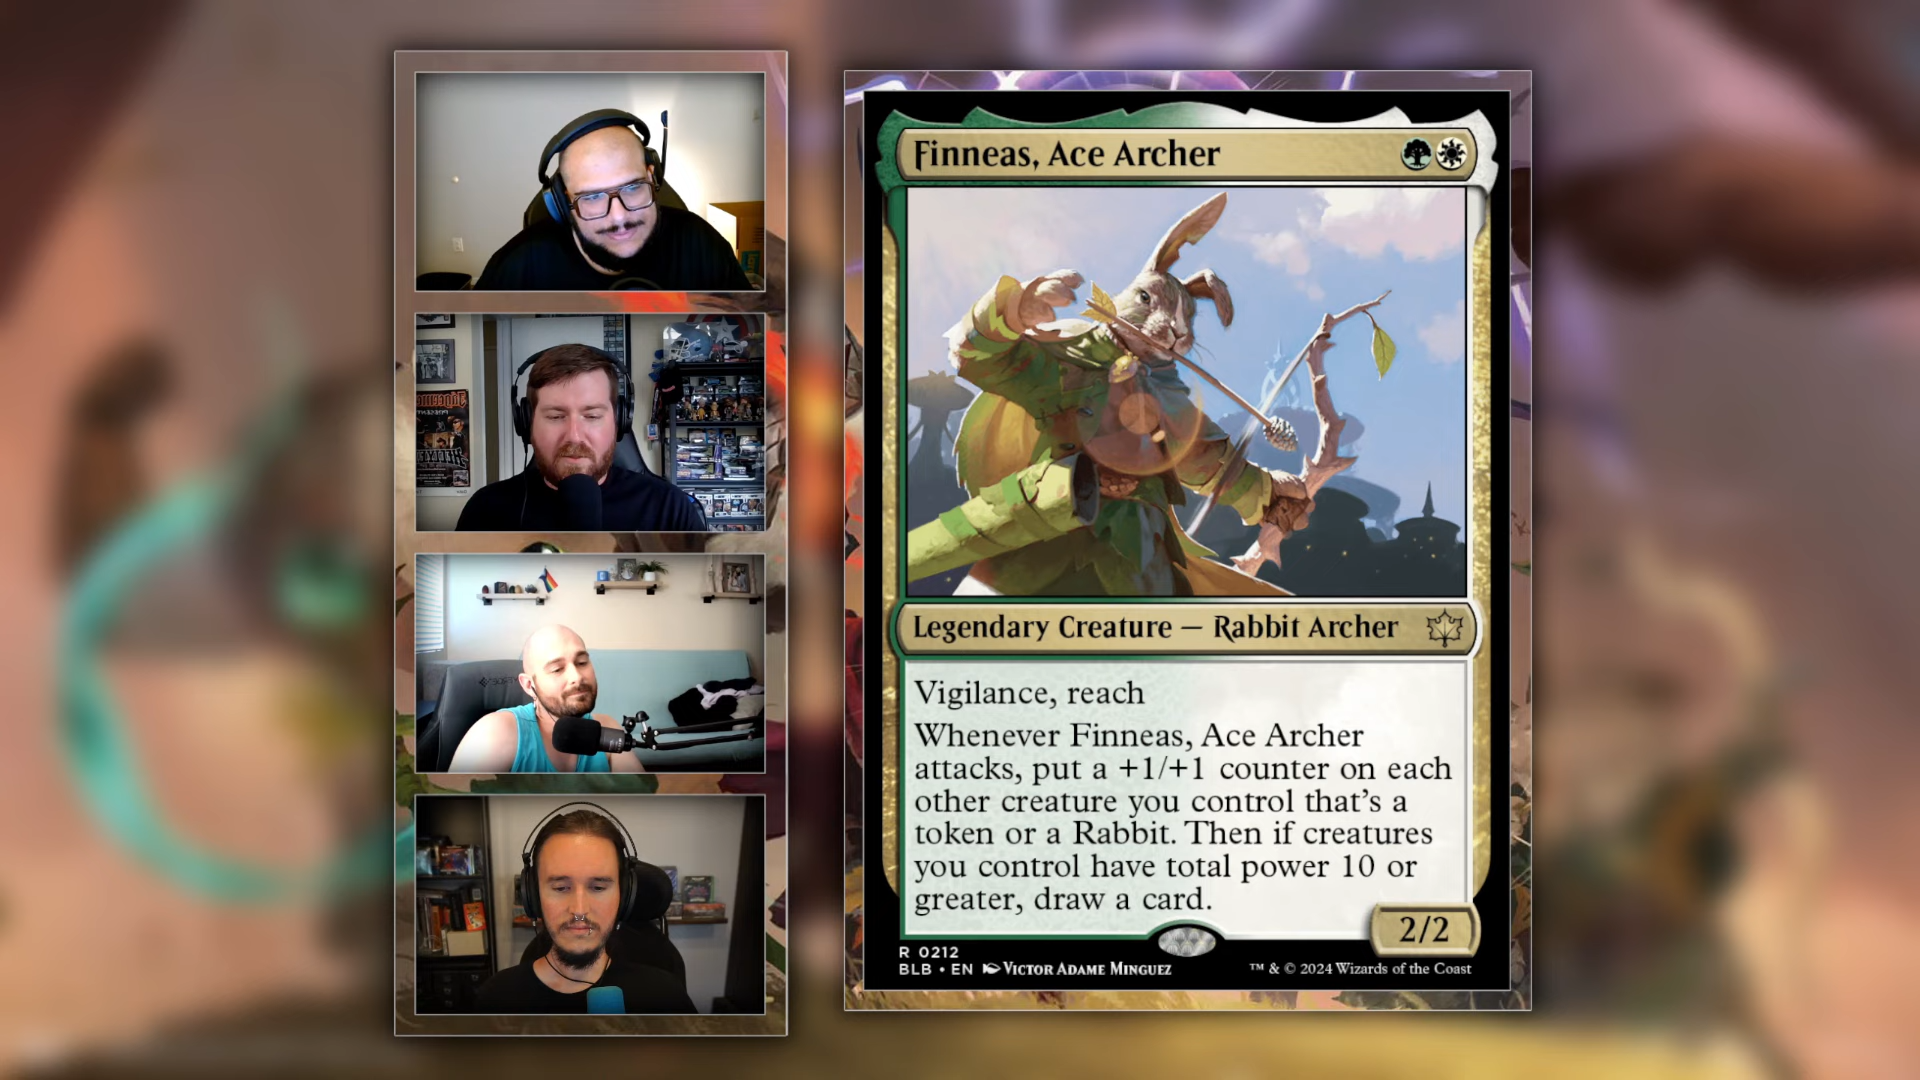 Finneas, Ace Archer
Legendary Creature — Rabbit Archer
Vigilance, reach
Whenever Finneas, Ace Archer
attacks, put a +1/+1 counter on each
other creature you control that's a
token or a Rabbit. Then if creatures
you control have total power 10 or
greater, draw a card.
2/2
R 0212
BLB • EN Victor Adame Minguez
™ & © 2024 Wizards of the Coast